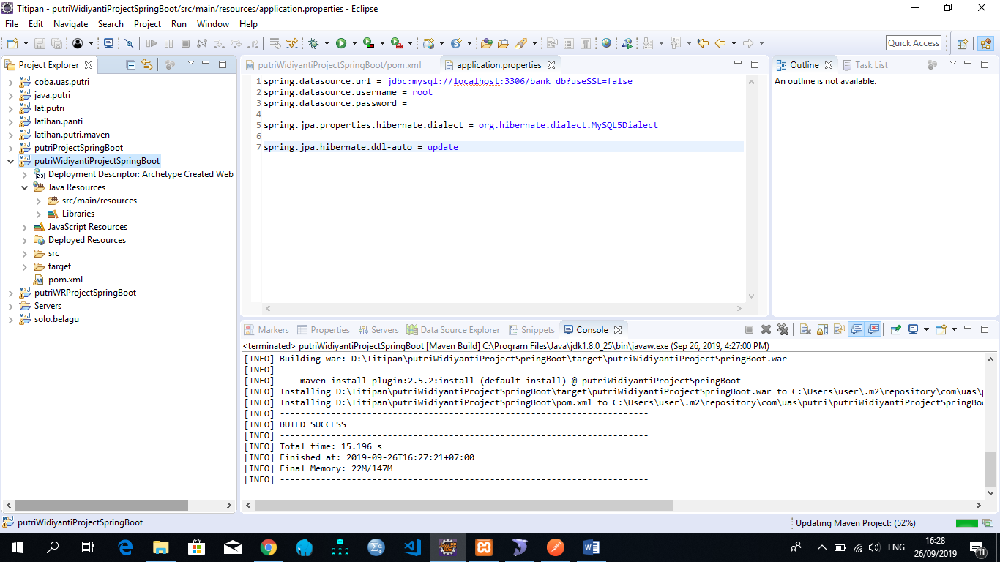 Titipan - putriWidiyantiProjectSpringBoot/src/main/resources/application.properties - Eclipse
File Edit Navigate Search Project Run Window Help
Quick Access
Project Explorer
coba.uas.putri
java.putri
lat.putri
latihan.panti
latihan.putri.maven
putriProjectSpringBoot
putriWidiyantiProjectSpringBoot
Deployment Descriptor: Archetype Created Web
Java Resources
src/main/resources
Libraries
JavaScript Resources
Deployed Resources
src
target
pom.xml
putriWRProjectSpringBoot
Servers
solo.belagu
putriWidiyantiProjectSpringBoot/pom.xml
application.properties
1 spring.datasource.url = jdbc:mysql://localhost:3306/bank_db?useSSL=false
2 spring.datasource.username = root
3 spring.datasource.password =
4
5 spring.jpa.properties.hibernate.dialect = org.hibernate.dialect.MySQL5Dialect
6
7 spring.jpa.hibernate.ddl-auto = update
Outline
Task List
An outline is not available.
Markers Properties Servers Data Source Explorer Snippets Console
<terminated> putriWidiyantiProjectSpringBoot [Maven Build] C:\Program Files\Java\jdk1.8.0_25\bin\javaw.exe (Sep 26, 2019, 4:27:00 PM)
[INFO] Building war: D:\Titipan\putriWidiyantiProjectSpringBoot\target\putriWidiyantiProjectSpringBoot.war
[INFO]
[INFO] --- maven-install-plugin:2.5.2:install (default-install) @ putriWidiyantiProjectSpringBoot ---
[INFO] Installing D:\Titipan\putriWidiyantiProjectSpringBoot\target\putriWidiyantiProjectSpringBoot.war to C:\Users\user\.m2\repository\com\uas\
[INFO] Installing D:\Titipan\putriWidiyantiProjectSpringBoot\pom.xml to C:\Users\user\.m2\repository\com\uas\putri\putriWidiyantiProjectSpringBo
[INFO] ------------------------------------------------------------------------
[INFO] BUILD SUCCESS
[INFO] ------------------------------------------------------------------------
[INFO] Total time: 15.196 s
[INFO] Finished at: 2019-09-26T16:27:21+07:00
[INFO] Final Memory: 22M/147M
[INFO] ------------------------------------------------------------------------
putriWidiyantiProjectSpringBoot
Updating Maven Project: (52%)
ENG
16:28
26/09/2019
11